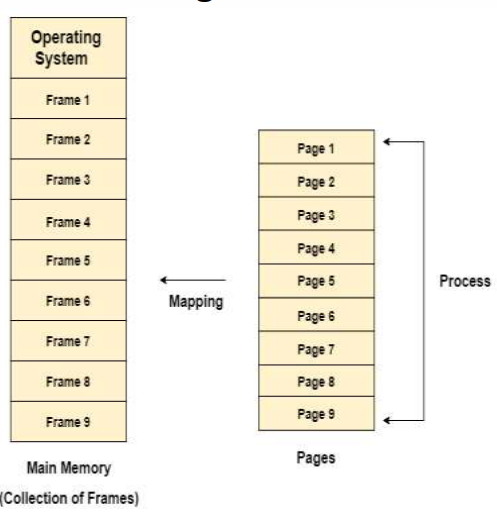 Operating
System
Frame 1
Frame 2
Frame 3
Frame 4
Frame 5
Frame 6
Frame 7
Frame 8
Frame 9
Main Memory
(Collection of Frames)
Mapping
Page 1
Page 2
Page 3
Page 4
Page 5
Page 6
Page 7
Page 8
Page 9
Pages
Process